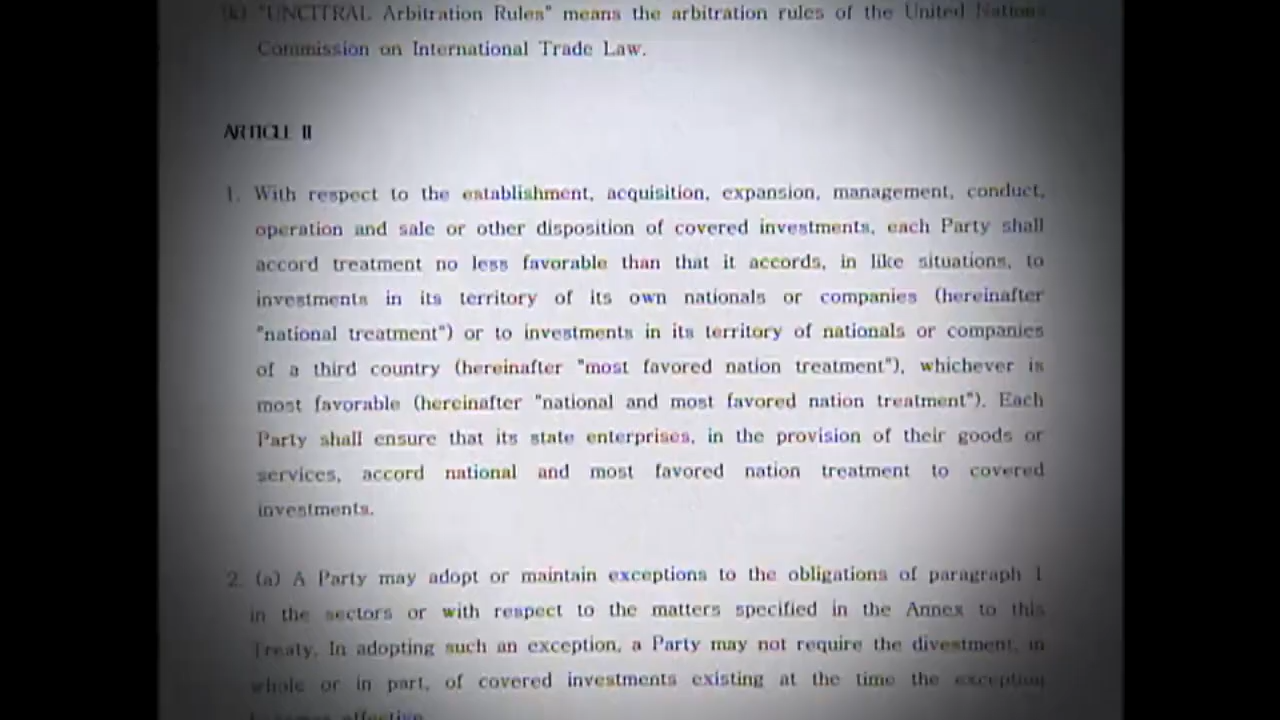 (k) "UNCITRAL Arbitration Rules" means the arbitration rules of the United Nations
Commission on International Trade Law.
ARTICLE II
1. With respect to the establishment, acquisition, expansion, management, conduct,
operation and sale or other disposition of covered investments, each Party shall
accord treatment no less favorable than that it accords, in like situations, to
investments in its territory of its own nationals or companies (hereinafter
"national treatment") or to investments in its territory of nationals or companies
of a third country (hereinafter "most favored nation treatment"), whichever is
most favorable (hereinafter "national and most favored nation treatment"). Each
Party shall ensure that its state enterprises, in the provision of their goods or
services, accord national and most favored nation treatment to covered
investments.
2. (a) A Party may adopt or maintain exceptions to the obligations of paragraph 1
in the sectors or with respect to the matters specified in the Annex to this
Treaty. In adopting such an exception, a Party may not require the divestment, in
whole or in part, of covered investments existing at the time the exception
becomes effective.